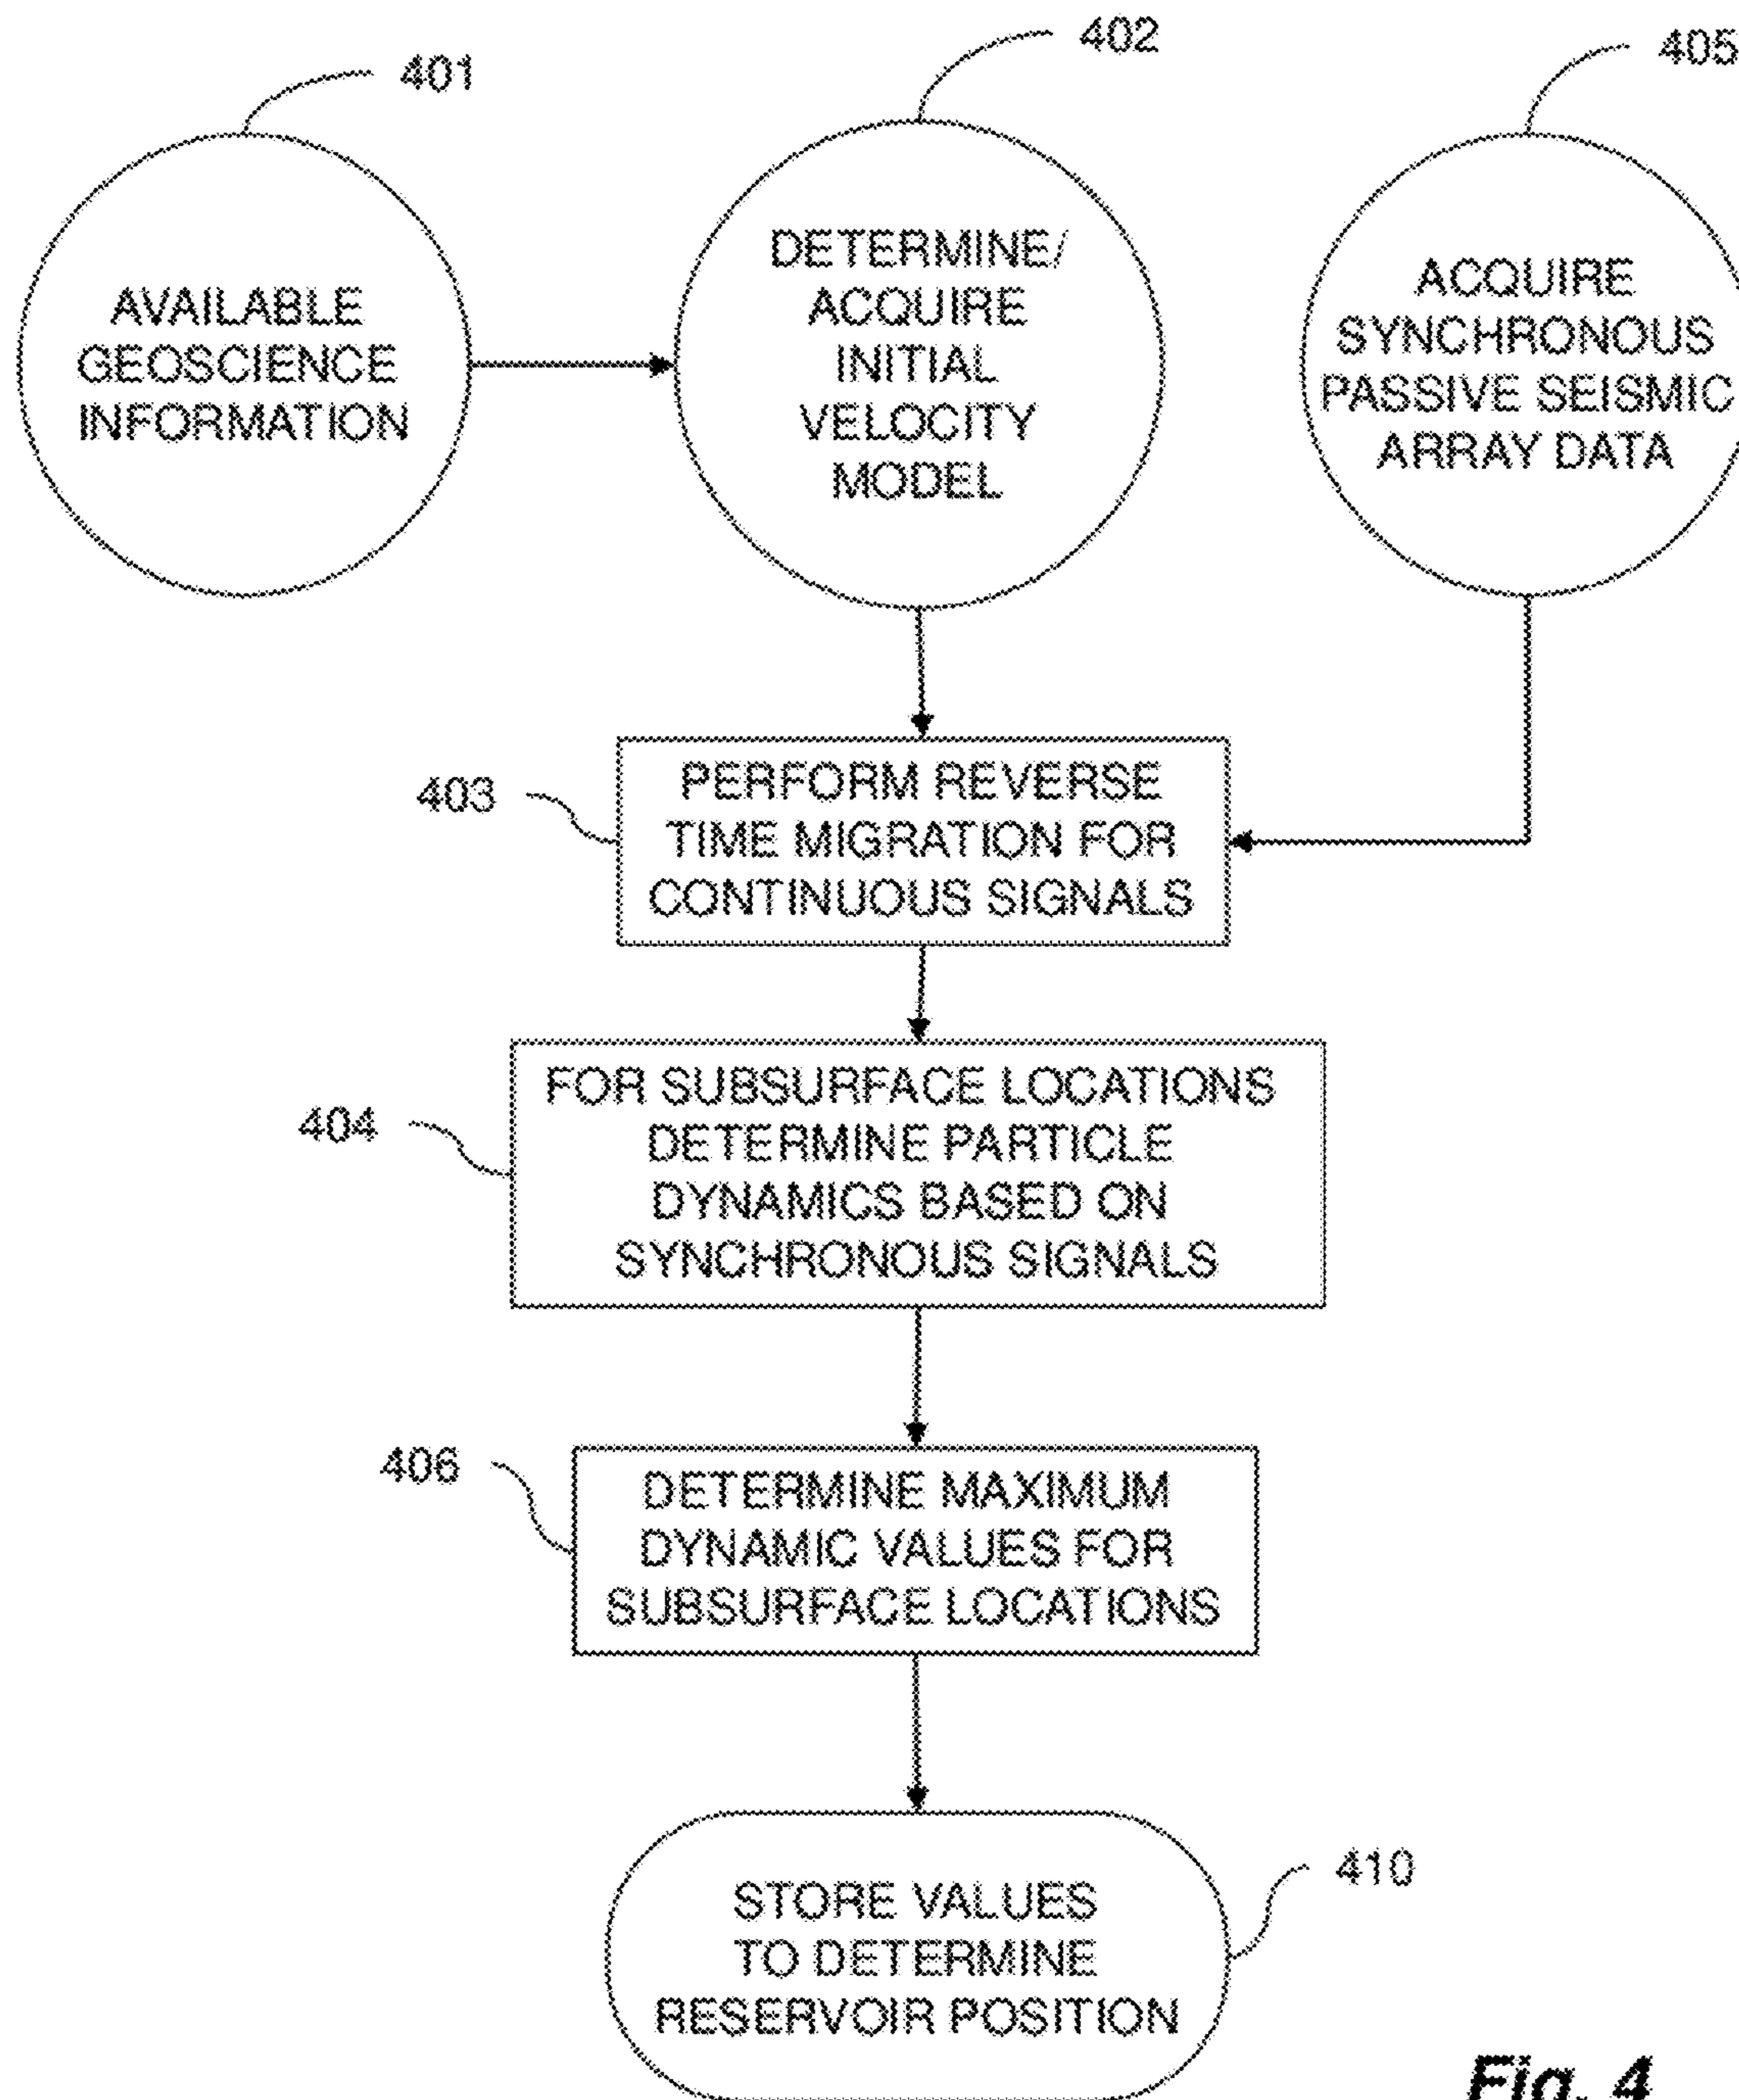 401
402
405
AVAILABLE
GEOSCIENCE
INFORMATION
DETERMINE/
ACQUIRE
INITIAL
VELOCITY
MODEL
ACQUIRE
SYNCHRONOUS
PASSIVE SEISMIC
ARRAY DATA
403
PERFORM REVERSE
TIME MIGRATION FOR
CONTINUOUS SIGNALS
404
FOR SUBSURFACE LOCATIONS
DETERMINE PARTICLE
DYNAMICS BASED ON
SYNCHRONOUS SIGNALS
406
DETERMINE MAXIMUM
DYNAMIC VALUES FOR
SUBSURFACE LOCATIONS
410
STORE VALUES
TO DETERMINE
RESERVOIR POSITION
Fig. 4